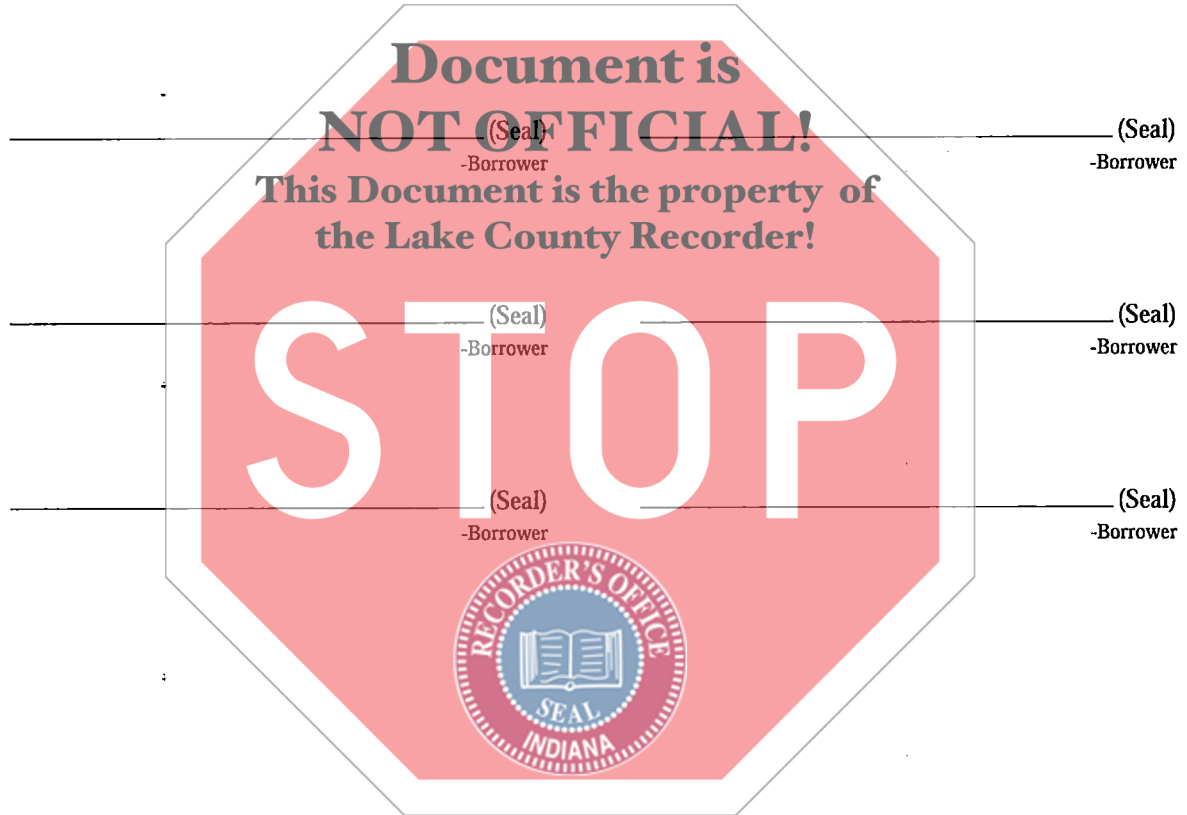 Document is
NOT OFFICIAL!
This Document is the property of
the Lake County Recorder!
(Seal) (Seal)
-Borrower -Borrower
STOP
(Seal) (Seal)
-Borrower -Borrower
(Seal) (Seal)
-Borrower -Borrower
RECORDER'S OFFICE
SEAL
INDIANA